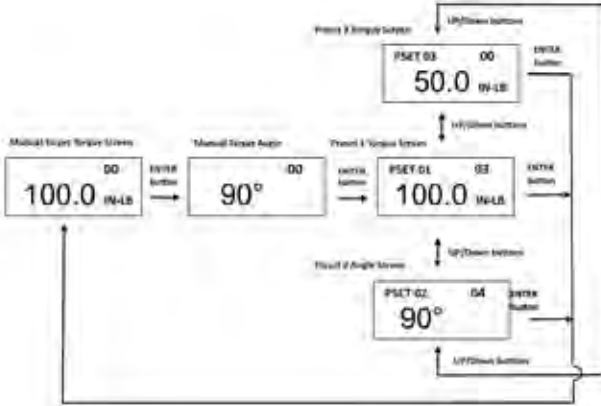 UP/Down buttons
Preset 3 Torque Screen
PSET 03 00
ENTER
button
50.0 IN-LB
UP/Down buttons
Manual Target Torque Screen
Manual Torque Angle
Preset 1 Torque Screen
00
100.0 IN-LB
ENTER
button
00
90°
ENTER
button
PSET 01 03
100.0 IN-LB
ENTER
button
UP/Down buttons
Preset 2 Angle Screen
PSET 02 04
90°
ENTER
button
UP/Down buttons